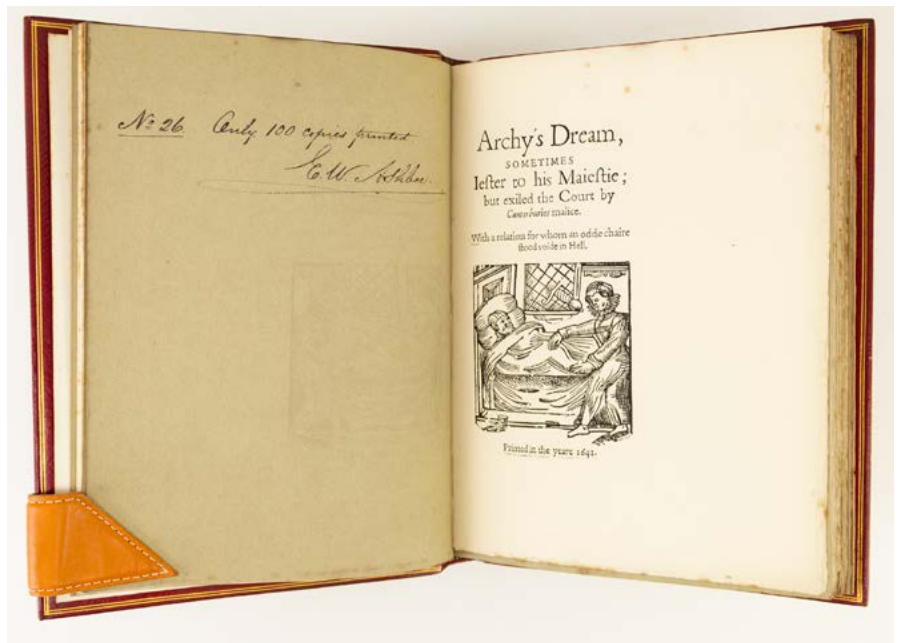 No 26. Only 100 copies printed
E. W. Ashbee.
Archy's Dream,
SOMETIMES
Iester to his Maiestie;
but exiled the Court by
Canterburies malice.
With a relation for whom an odde chaire
stood voide in Hell.
Printed in the yeare 1641.